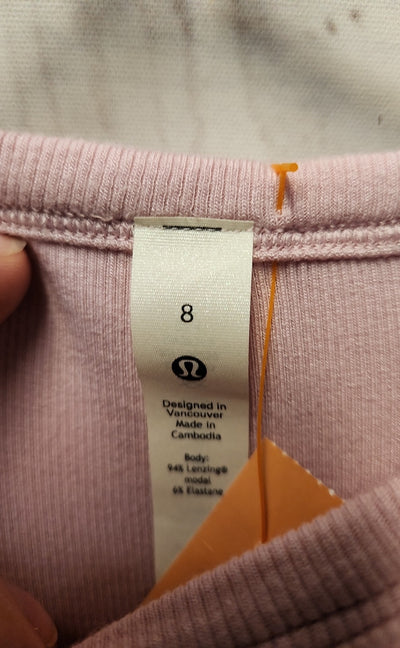 8
Designed in
Vancouver
Made in
Cambodia
Body:
94% Lenzing®
modal
6% Elastane